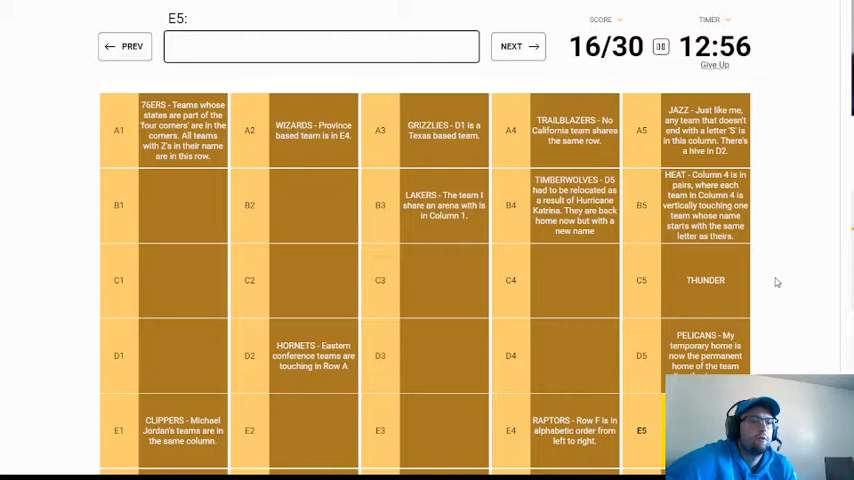 E5:
← PREV
NEXT →
SCORE
16/30
TIMER
12:56
Give Up
A1
76ERS - Teams whose
states are part of the
'four corners' are in the
corners. All teams
with Z's in their name
are in this row.
A2
WIZARDS - Province
based team is in E4.
A3
GRIZZLIES - D1 is a
Texas based team.
A4
TRAILBLAZERS - No
California team shares
the same row.
A5
JAZZ - Just like me,
any team that doesn't
end with a letter 'S' is
in this column. There's
a hive in D2.
B1
B2
B3
LAKERS - The team I
share an arena with is
in Column 1.
B4
TIMBERWOLVES - D5
had to be relocated as
a result of Hurricane
Katrina. They are back
home now but with a
new name
B5
HEAT - Column 4 is in
pairs, where each
team in Column 4 is
vertically touching one
team whose name
starts with the same
letter as theirs.
C1
C2
C3
C4
C5
THUNDER
D1
D2
HORNETS - Eastern
conference teams are
touching in Row A
D3
D4
D5
PELICANS - My
temporary home is
now the permanent
home of the team
E1
CLIPPERS - Michael
Jordan's teams are in
the same column.
E2
E3
E4
RAPTORS - Row F is in
alphabetic order from
left to right.
E5